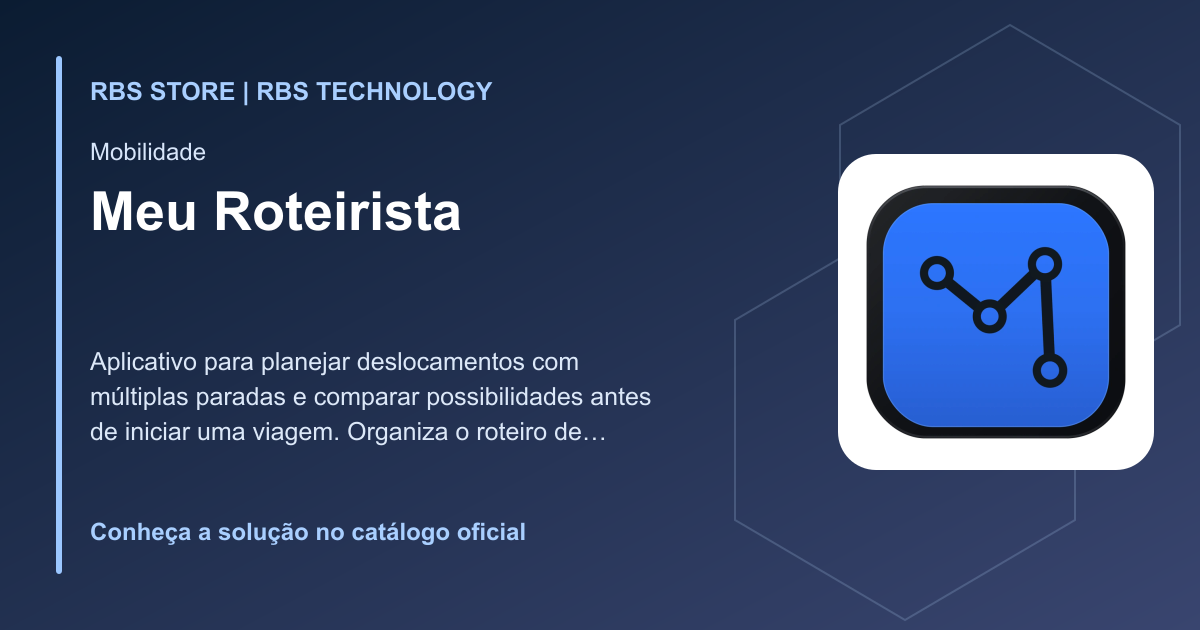 RBS STORE | RBS TECHNOLOGY
Mobilidade
Meu Roteirista
Aplicativo para planejar deslocamentos com
múltiplas paradas e comparar possibilidades antes
de iniciar uma viagem. Organiza o roteiro de…
Conheça a solução no catálogo oficial